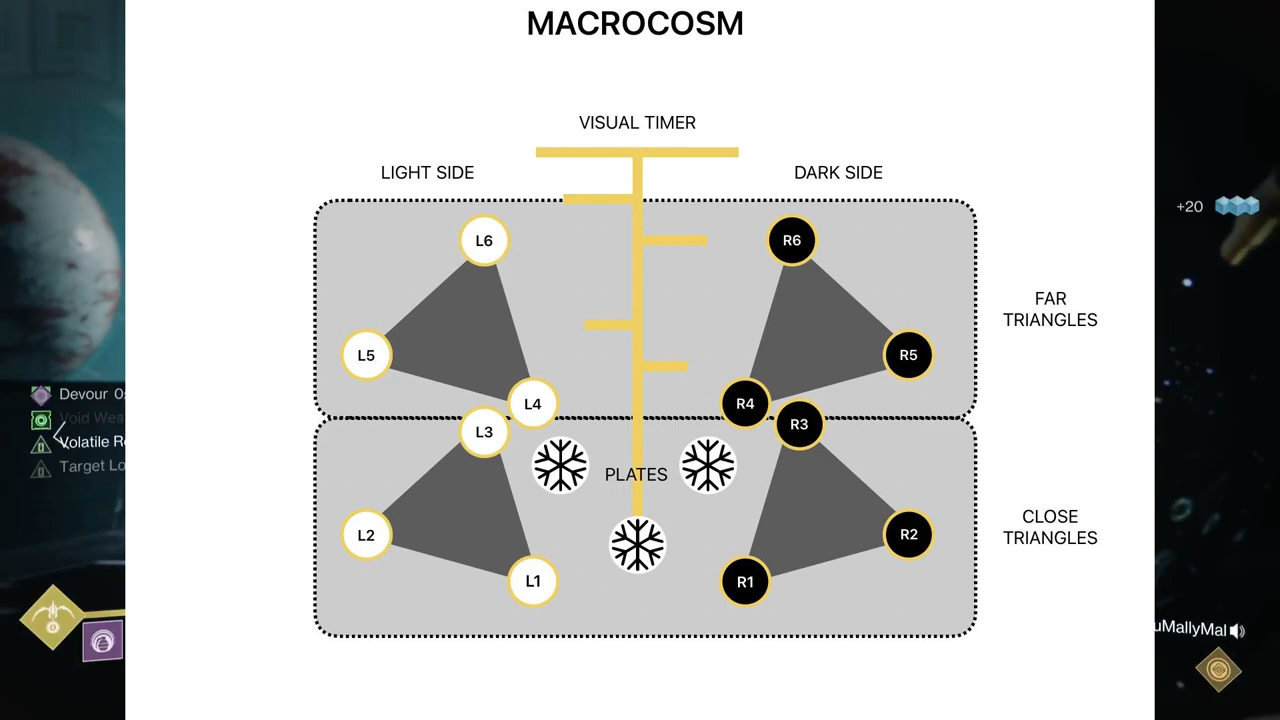 MACROCOSM
VISUAL TIMER
LIGHT SIDE
DARK SIDE
L6
R6
+20
FAR
TRIANGLES
L5
R5
Devour
L4
R4
L3
R3
Volatile
PLATES
Target
CLOSE
TRIANGLES
L2
R2
L1
R1
uMallyMal